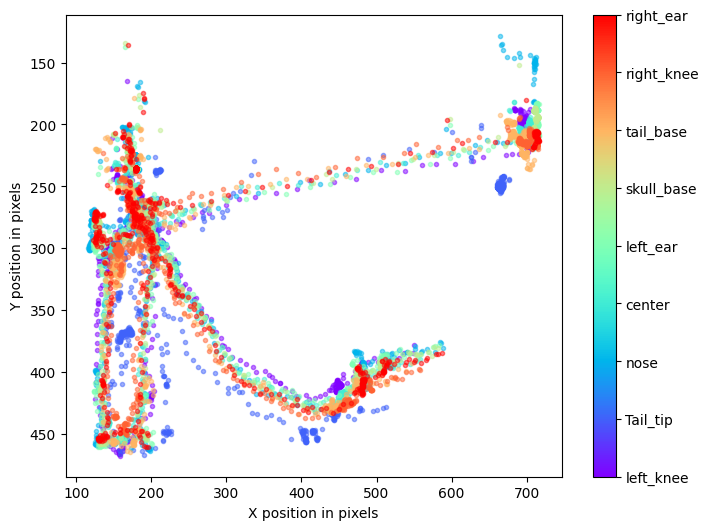 150
200
250
300
350
400
450
Y position in pixels
100
200
300
400
500
600
700
X position in pixels
right_ear
right_knee
tail_base
skull_base
left_ear
center
nose
Tail_tip
left_knee